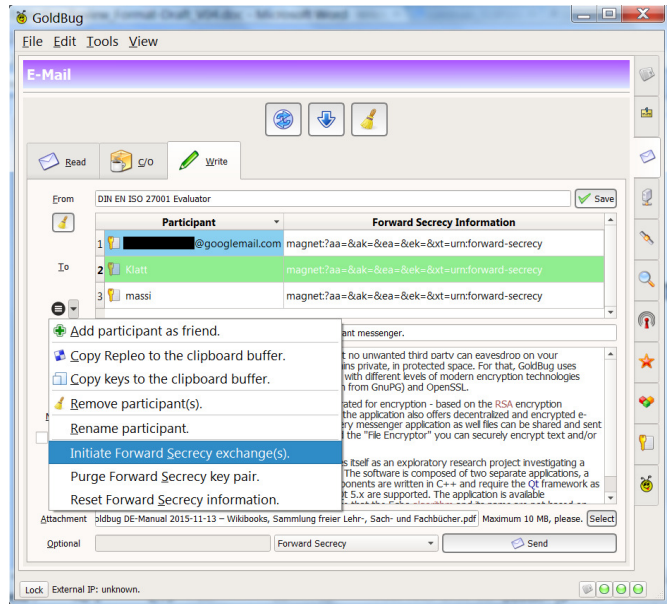 GoldBug
File Edit Tools View
E-Mail
Read C/O Write
From DIN EN ISO 27001 Evaluator Save
Participant Forward Secrecy Information
1 @googlemail.com magnet:?aa=&ak=&ea=&ek=&xt=urn:forward-secrecy
To 2 Klatt magnet:?aa=&ak=&ea=&ek=&xt=urn:forward-secrecy
3 massi magnet:?aa=&ak=&ea=&ek=&xt=urn:forward-secrecy
Add participant as friend.
Copy Repleo to the clipboard buffer.
Copy keys to the clipboard buffer.
Remove participant(s).
Rename participant.
Initiate Forward Secrecy exchange(s).
Purge Forward Secrecy key pair.
Reset Forward Secrecy information.
ant messenger.
t no unwanted third party can eavesdrop on your
ins private, in protected space. For that, GoldBug uses
with different levels of modern encryption technologies
from GnuPG) and OpenSSL.
rated for encryption - based on the RSA encryption
the application also offers decentralized and encrypted e-
ry messenger application as well files can be shared and sent
the "File Encryptor" you can securely encrypt text and/or
s itself as an exploratory research project investigating a
The software is composed of two separate applications, a
ponents are written in C++ and require the Qt framework as
t 5.x are supported. The application is available
Attachment oldbug DE-Manual 2015-11-13 – Wikibooks, Sammlung freier Lehr-, Sach- und Fachbücher.pdf Maximum 10 MB, please. Select
Optional Forward Secrecy Send
Lock External IP: unknown.